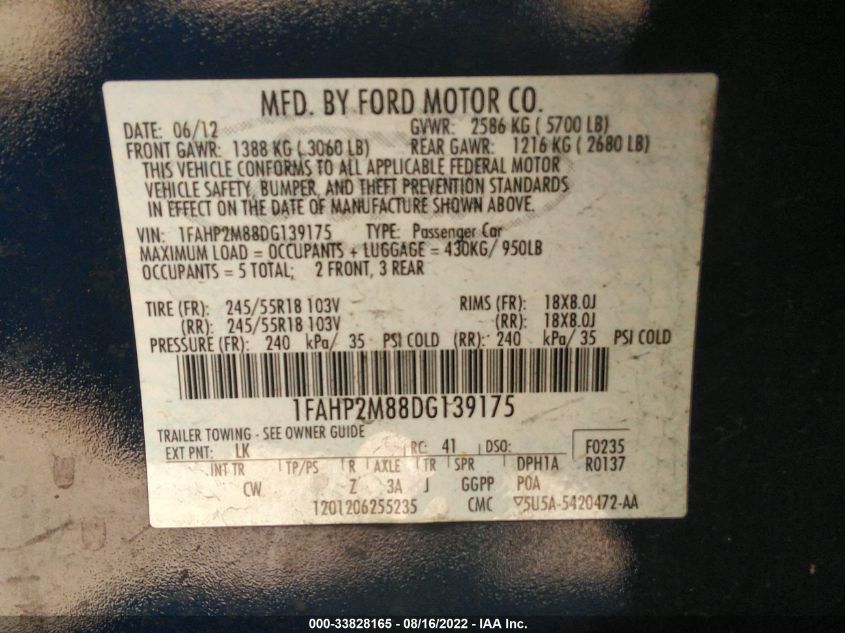 MFD. BY FORD MOTOR CO.
DATE: 06/12 GVWR: 2586 KG ( 5700 LB)
FRONT GAWR: 1388 KG ( 3060 LB) REAR GAWR: 1216 KG ( 2680 LB)
THIS VEHICLE CONFORMS TO ALL APPLICABLE FEDERAL MOTOR
VEHICLE SAFETY, BUMPER, AND THEFT PREVENTION STANDARDS
IN EFFECT ON THE DATE OF MANUFACTURE SHOWN ABOVE.
VIN: 1FAHP2M88DG139175 TYPE: Passenger Car
MAXIMUM LOAD = OCCUPANTS + LUGGAGE = 430KG/ 950LB
OCCUPANTS = 5 TOTAL; 2 FRONT, 3 REAR
TIRE (FR): 245/55R18 103V RIMS (FR): 18X8.0J
(RR): 245/55R18 103V (RR): 18X8.0J
PRESSURE (FR): 240 kPa/ 35 PSI COLD (RR): 240 kPa/ 35 PSI COLD
1FAHP2M88DG139175
TRAILER TOWING - SEE OWNER GUIDE
EXT PNT: LK RC: 41 DSO: F0235
INT TR TP/PS R AXLE TR SPR DPH1A R0137
CW Z 3A J GGPP POA
1201206255235 CMC ▽5U5A-5420472-AA
000-33828165 - 08/16/2022 - IAA Inc.